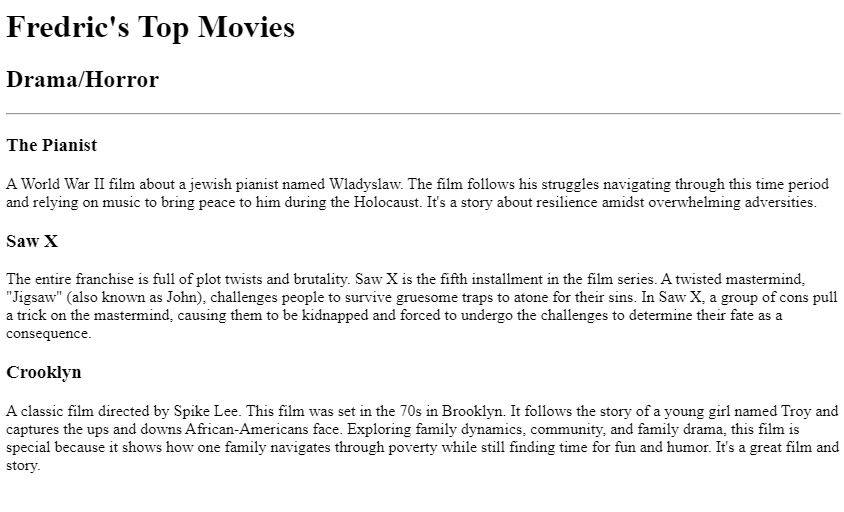 Fredric's Top Movies
Drama/Horror
The Pianist
A World War II film about a jewish pianist named Wladyslaw. The film follows his struggles navigating through this time period
and relying on music to bring peace to him during the Holocaust. It's a story about resilience amidst overwhelming adversities.
Saw X
The entire franchise is full of plot twists and brutality. Saw X is the fifth installment in the film series. A twisted mastermind,
"Jigsaw" (also known as John), challenges people to survive gruesome traps to atone for their sins. In Saw X, a group of cons pull
a trick on the mastermind, causing them to be kidnapped and forced to undergo the challenges to determine their fate as a
consequence.
Crooklyn
A classic film directed by Spike Lee. This film was set in the 70s in Brooklyn. It follows the story of a young girl named Troy and
captures the ups and downs African-Americans face. Exploring family dynamics, community, and family drama, this film is
special because it shows how one family navigates through poverty while still finding time for fun and humor. It's a great film and
story.